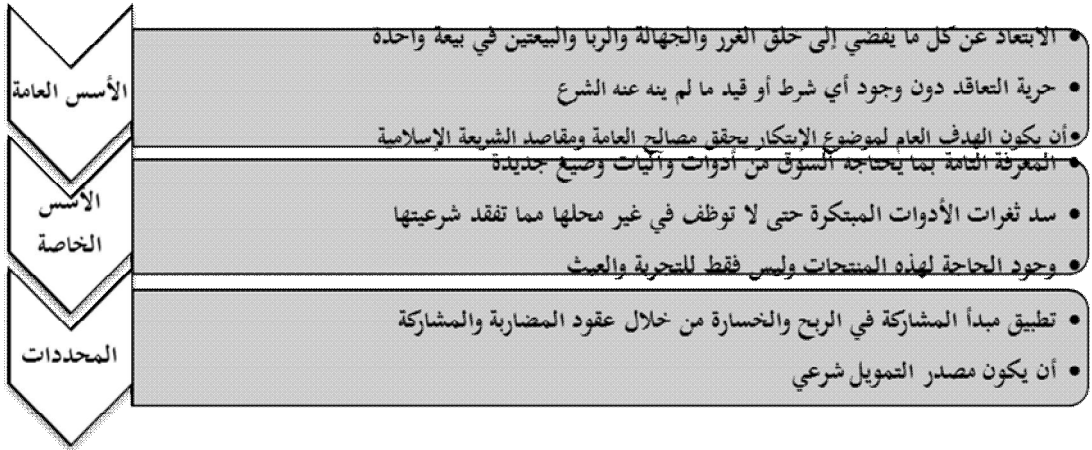 الأسس العامة
• الابتعاد عن كل ما يفضي إلى خلق الغرر والجهالة والربا والبيعتين في بيعة واحدة
• حرية التعاقد دون وجود أي شرط أو قيد ما لم ينه عنه الشرع
• أن يكون الهدف العام لموضوع الإبتكار يحقق مصالح العامة ومقاصد الشريعة الإسلامية
الأسس
الخاصة
• المعرفة التامة بما يحتاجه السوق من أدوات وآليات وصيغ جديدة
• سد ثغرات الأدوات المبتكرة حتى لا توظف في غير محلها مما تفقد شرعيتها
• وجود الحاجة لهذه المنتجات وليس فقط للتجربة والعبث
المحددات
• تطبيق مبدأ المشاركة في الربح والخسارة من خلال عقود المضاربة والمشاركة
• أن يكون مصدر التمويل شرعي